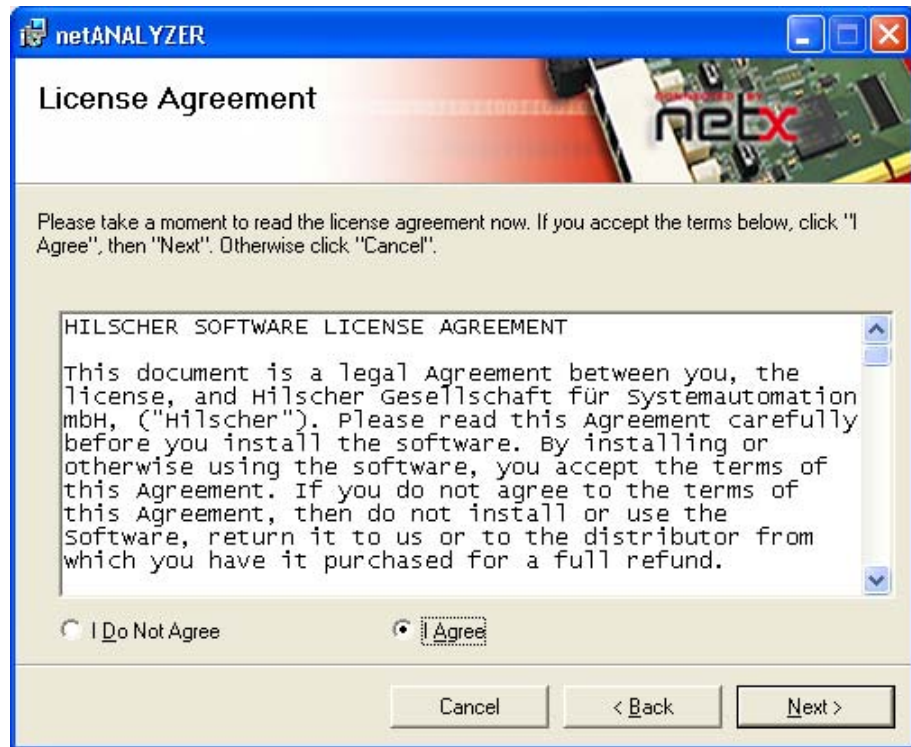 netANALYZER
License Agreement
CONNECTED BY
netx
Please take a moment to read the license agreement now. If you accept the terms below, click "I
Agree", then "Next". Otherwise click "Cancel".
HILSCHER SOFTWARE LICENSE AGREEMENT
This document is a legal Agreement between you, the
license, and Hilscher Gesellschaft für Systemautomation
mbH, ("Hilscher"). Please read this Agreement carefully
before you install the software. By installing or
otherwise using the software, you accept the terms of
this Agreement. If you do not agree to the terms of
this Agreement, then do not install or use the
Software, return it to us or to the distributor from
which you have it purchased for a full refund.
I Do Not Agree
I Agree
Cancel
< Back
Next >